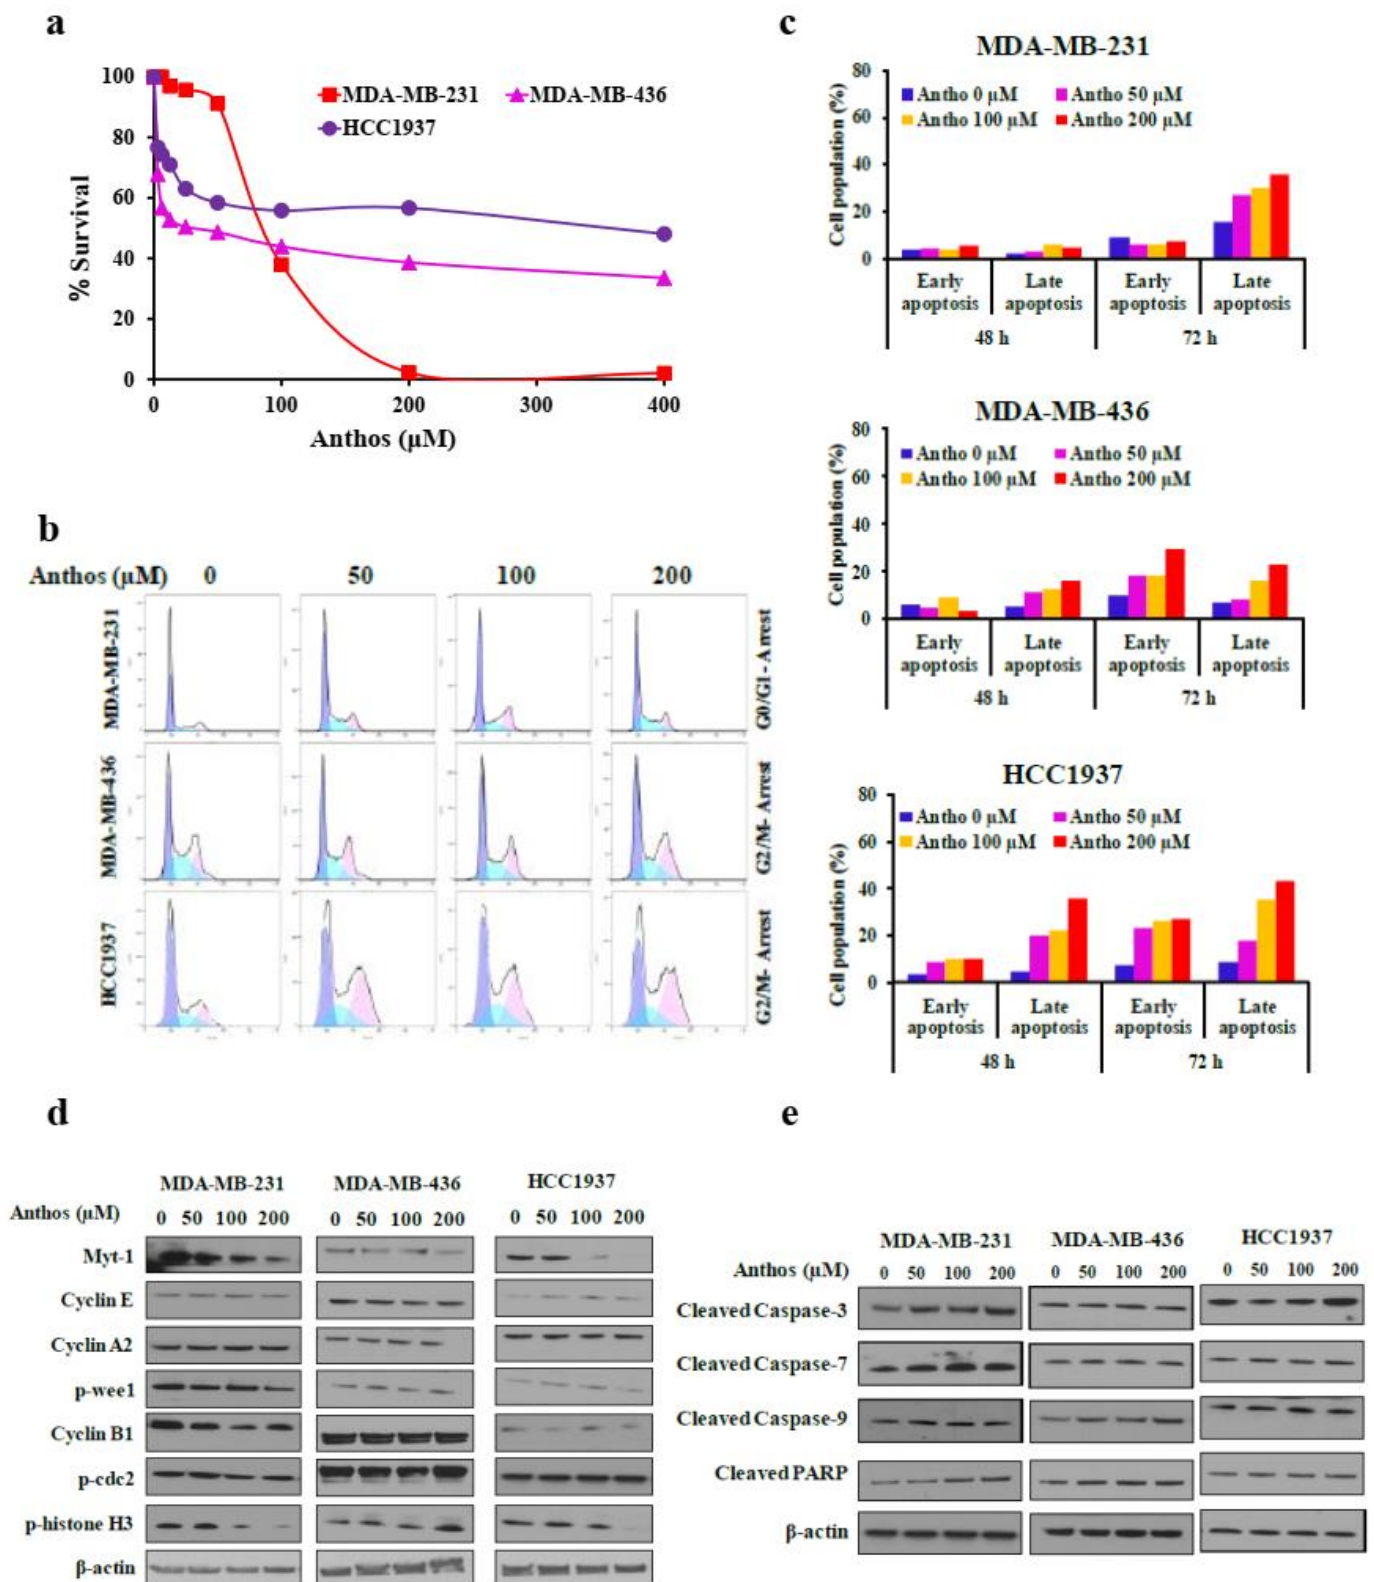 a
100
80
60
40
20
0
% Survival
MDA-MB-231
MDA-MB-436
HCC1937
0 100 200 300 400
Anthos (µM)
b
Anthos (µM) 0 50 100 200
MDA-MB-231
G0/G1- Arrest
MDA-MB-436
G2/M- Arrest
HCC1937
G2/M- Arrest
c
MDA-MB-231
80
60
40
20
0
Cell population (%)
Antho 0 µM Antho 50 µM
Antho 100 µM Antho 200 µM
Early apoptosis
Late apoptosis
Early apoptosis
Late apoptosis
48 h 72 h
MDA-MB-436
80
60
40
20
0
Cell population (%)
Antho 0 µM Antho 50 µM
Antho 100 µM Antho 200 µM
Early apoptosis
Late apoptosis
Early apoptosis
Late apoptosis
48 h 72 h
HCC1937
80
60
40
20
0
Cell population (%)
Antho 0 µM Antho 50 µM
Antho 100 µM Antho 200 µM
Early apoptosis
Late apoptosis
Early apoptosis
Late apoptosis
48 h 72 h
d
MDA-MB-231 MDA-MB-436 HCC1937
Anthos (µM) 0 50 100 200 0 50 100 200 0 50 100 200
Myt-1
Cyclin E
Cyclin A2
p-wee1
Cyclin B1
p-cdc2
p-histone H3
β-actin
e
MDA-MB-231 MDA-MB-436 HCC1937
Anthos (µM) 0 50 100 200 0 50 100 200 0 50 100 200
Cleaved Caspase-3
Cleaved Caspase-7
Cleaved Caspase-9
Cleaved PARP
β-actin